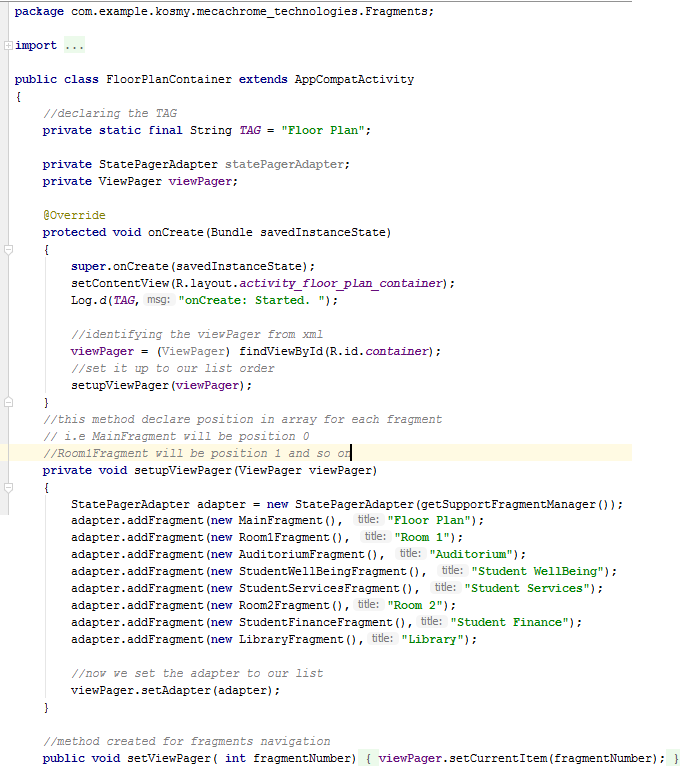 package com.example.kosmy.mecachrome_technologies.Fragments;
import ...
public class FloorPlanContainer extends AppCompatActivity
{
//declaring the TAG
private static final String TAG = "Floor Plan";
private StatePagerAdapter statePagerAdapter;
private ViewPager viewPager;
@Override
protected void onCreate(Bundle savedInstanceState)
{
super.onCreate(savedInstanceState);
setContentView(R.layout.activity_floor_plan_container);
Log.d(TAG, msg: "onCreate: Started. ");
//identifying the viewPager from xml
viewPager = (ViewPager) findViewById(R.id.container);
//set it up to our list order
setupViewPager(viewPager);
}
//this method declare position in array for each fragment
// i.e MainFragment will be position 0
//Room1Fragment will be position 1 and so on
private void setupViewPager(ViewPager viewPager)
{
StatePagerAdapter adapter = new StatePagerAdapter(getSupportFragmentManager());
adapter.addFragment(new MainFragment(), title: "Floor Plan");
adapter.addFragment(new Room1Fragment(), title: "Room 1");
adapter.addFragment(new AuditoriumFragment(), title: "Auditorium");
adapter.addFragment(new StudentWellBeingFragment(), title: "Student WellBeing");
adapter.addFragment(new StudentServicesFragment(), title: "Student Services");
adapter.addFragment(new Room2Fragment(), title: "Room 2");
adapter.addFragment(new StudentFinanceFragment(), title: "Student Finance");
adapter.addFragment(new LibraryFragment(), title: "Library");
//now we set the adapter to our list
viewPager.setAdapter(adapter);
}
//method created for fragments navigation
public void setViewPager( int fragmentNumber) { viewPager.setCurrentItem(fragmentNumber); }